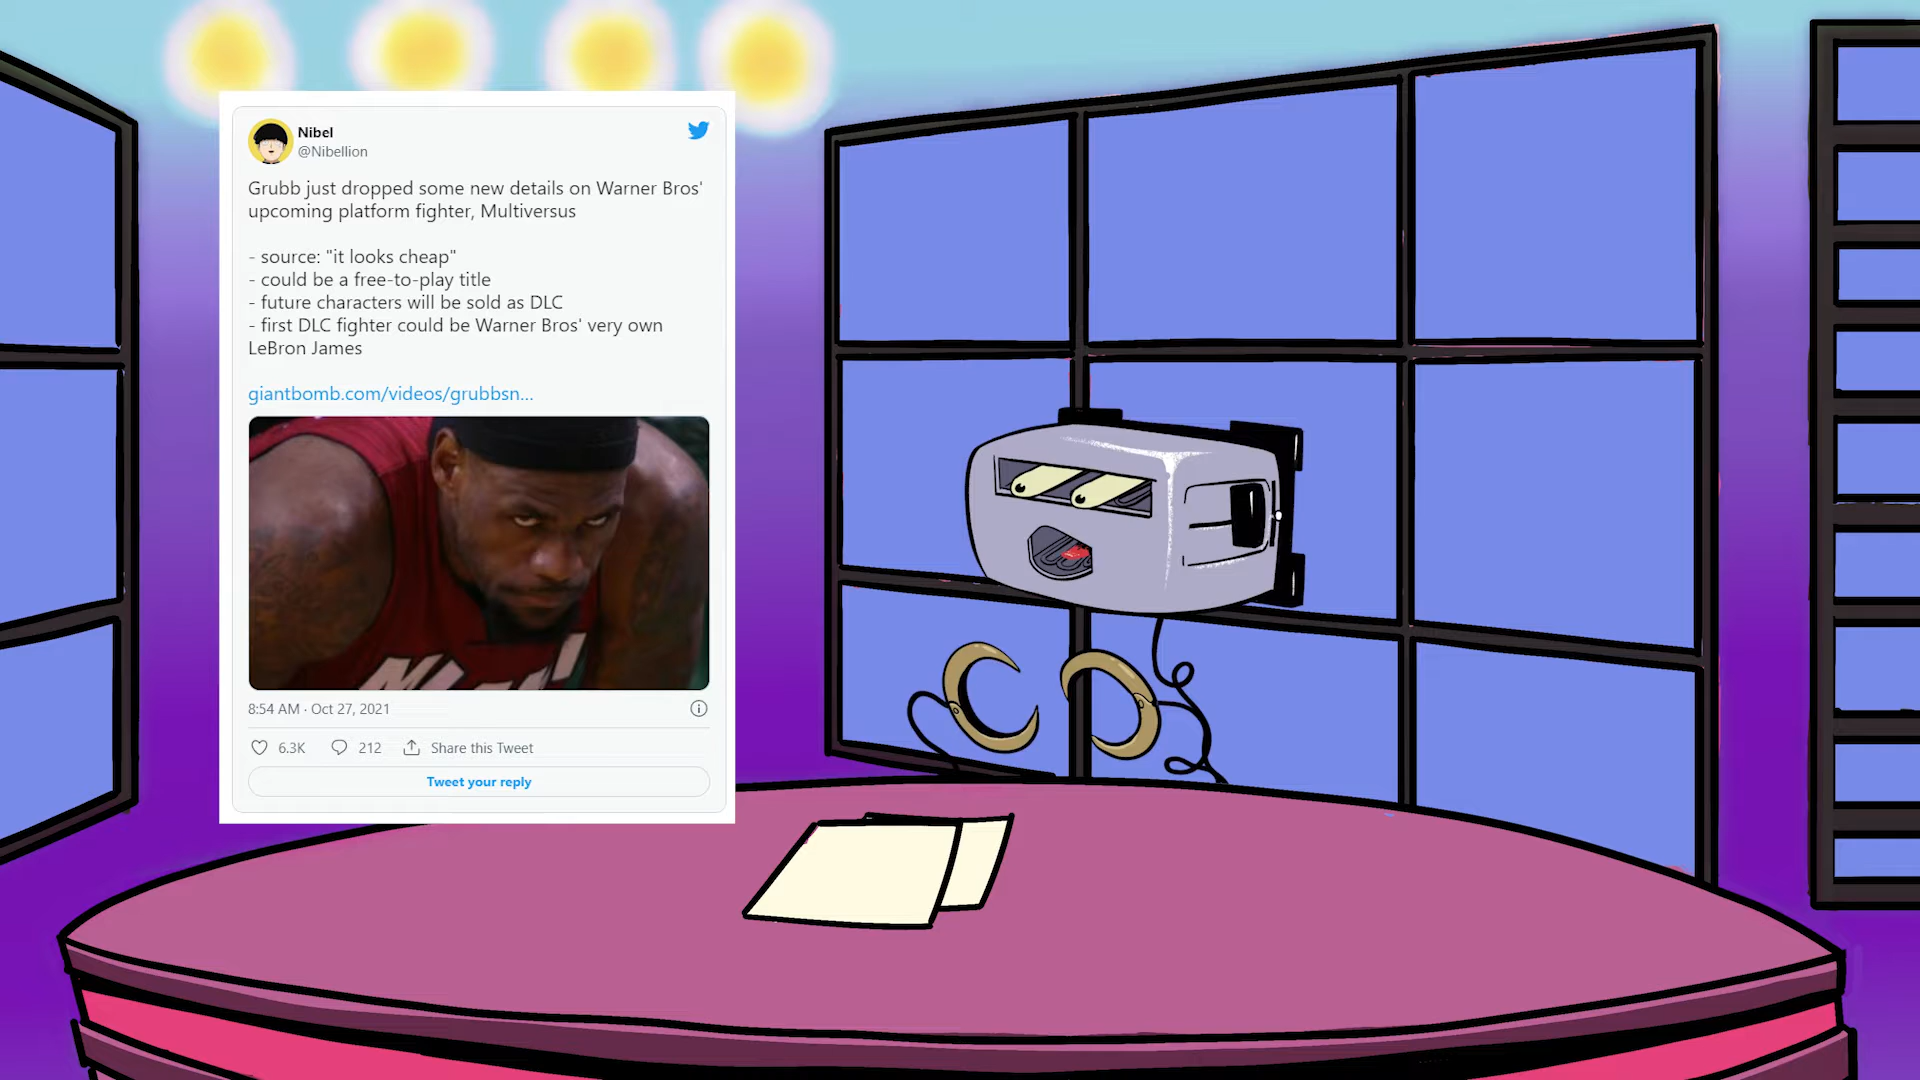 Nibel
@Nibellion
Grubb just dropped some new details on Warner Bros'
upcoming platform fighter, Multiversus
- source: "it looks cheap"
- could be a free-to-play title
- future characters will be sold as DLC
- first DLC fighter could be Warner Bros' very own
LeBron James
giantbomb.com/videos/grubbsn...
8:54 AM · Oct 27, 2021
6.3K 212 Share this Tweet
Tweet your reply